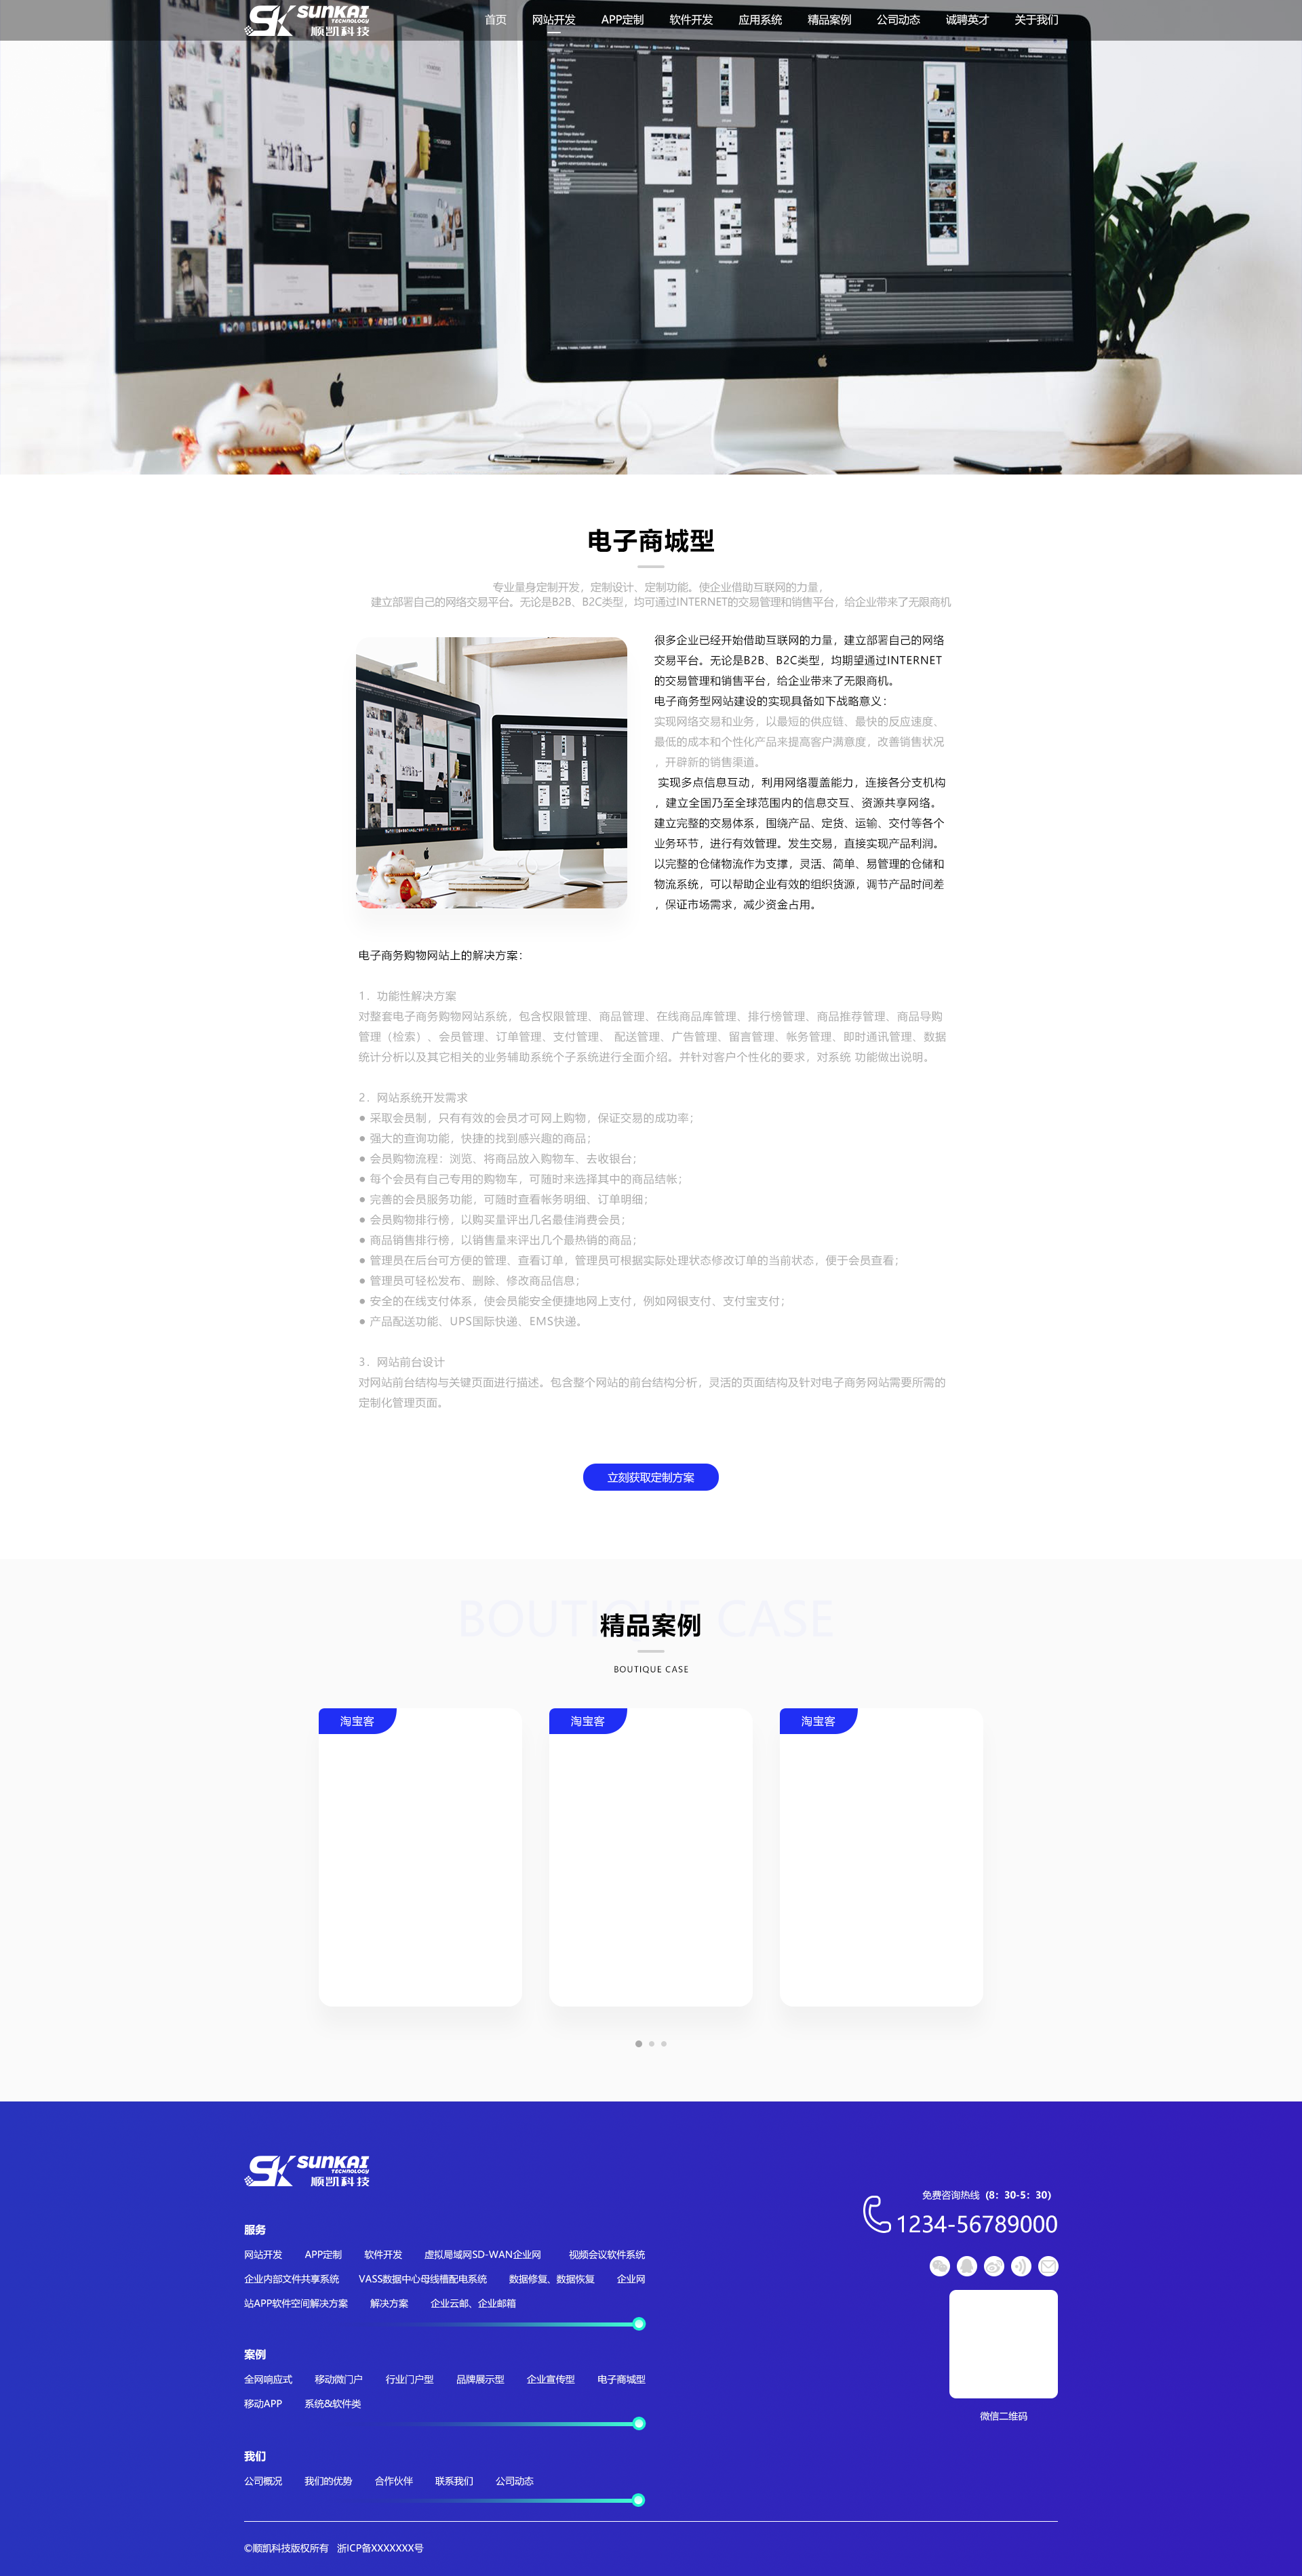 SUNKAI
TECHNOLOGY
顺凯科技
首页 网站开发 APP定制 软件开发 应用系统 精品案例 公司动态 诚聘英才 关于我们
电子商城型
专业量身定制开发，定制设计、定制功能。使企业借助互联网的力量，
建立部署自己的网络交易平台。无论是B2B、B2C类型，均可通过INTERNET的交易管理和销售平台，给企业带来了无限商机
很多企业已经开始借助互联网的力量，建立部署自己的网络
交易平台。无论是B2B、B2C类型，均期望通过INTERNET
的交易管理和销售平台，给企业带来了无限商机。
电子商务型网站建设的实现具备如下战略意义：
实现网络交易和业务，以最短的供应链、最快的反应速度、
最低的成本和个性化产品来提高客户满意度，改善销售状况
，开辟新的销售渠道。
实现多点信息互动，利用网络覆盖能力，连接各分支机构
，建立全国乃至全球范围内的信息交互、资源共享网络。
建立完整的交易体系，围绕产品、定货、运输、交付等各个
业务环节，进行有效管理。发生交易，直接实现产品利润。
以完整的仓储物流作为支撑，灵活、简单、易管理的仓储和
物流系统，可以帮助企业有效的组织货源，调节产品时间差
，保证市场需求，减少资金占用。
电子商务购物网站上的解决方案：
1．功能性解决方案
对整套电子商务购物网站系统，包含权限管理、商品管理、在线商品库管理、排行榜管理、商品推荐管理、商品导购
管理（检索）、会员管理、订单管理、支付管理、 配送管理、广告管理、留言管理、帐务管理、即时通讯管理、数据
统计分析以及其它相关的业务辅助系统个子系统进行全面介绍。并针对客户个性化的要求，对系统 功能做出说明。
2．网站系统开发需求
● 采取会员制，只有有效的会员才可网上购物，保证交易的成功率；
● 强大的查询功能，快捷的找到感兴趣的商品；
● 会员购物流程：浏览、将商品放入购物车、去收银台；
● 每个会员有自己专用的购物车，可随时来选择其中的商品结帐；
● 完善的会员服务功能，可随时查看帐务明细、订单明细；
● 会员购物排行榜，以购买量评出几名最佳消费会员；
● 商品销售排行榜，以销售量来评出几个最热销的商品；
● 管理员在后台可方便的管理、查看订单，管理员可根据实际处理状态修改订单的当前状态，便于会员查看；
● 管理员可轻松发布、删除、修改商品信息；
● 安全的在线支付体系，使会员能安全便捷地网上支付，例如网银支付、支付宝支付；
● 产品配送功能、UPS国际快递、EMS快递。
3．网站前台设计
对网站前台结构与关键页面进行描述。包含整个网站的前台结构分析，灵活的页面结构及针对电子商务网站需要所需的
定制化管理页面。
立刻获取定制方案
BOUTIQUE CASE
精品案例
BOUTIQUE CASE
淘宝客 淘宝客 淘宝客
SUNKAI
TECHNOLOGY
顺凯科技
服务
网站开发 APP定制 软件开发 虚拟局域网SD-WAN企业网 视频会议软件系统
企业内部文件共享系统 VASS数据中心母线槽配电系统 数据修复、数据恢复 企业网
站APP软件空间解决方案 解决方案 企业云邮、企业邮箱
案例
全网响应式 移动微门户 行业门户型 品牌展示型 企业宣传型 电子商城型
移动APP 系统&软件类
我们
公司概况 我们的优势 合作伙伴 联系我们 公司动态
免费咨询热线（8：30-5：30）
1234-56789000
微信二维码
©顺凯科技版权所有 浙ICP备XXXXXXX号